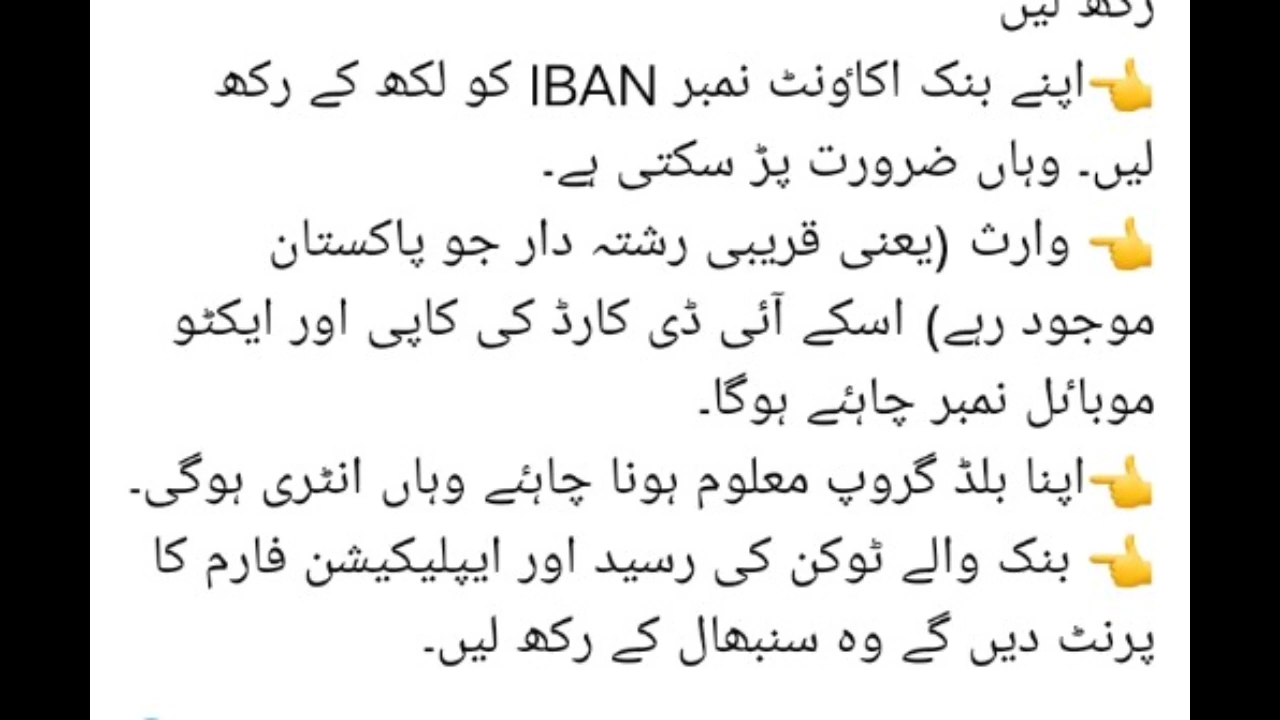 رکھ لیں
👈اپنے بنک اکاؤنٹ نمبر IBAN کو لکھ کے رکھ
لیں۔ وہاں ضرورت پڑ سکتی ہے۔
👈 وارث (یعنی قریبی رشتہ دار جو پاکستان
موجود رہے) اسکے آئی ڈی کارڈ کی کاپی اور ایکٹو
موبائل نمبر چاہئے ہوگا۔
👈اپنا بلڈ گروپ معلوم ہونا چاہئے وہاں انٹری ہوگی۔
👈 بنک والے ٹوکن کی رسید اور ایپلیکیشن فارم کا
پرنٹ دیں گے وہ سنبھال کے رکھ لیں۔